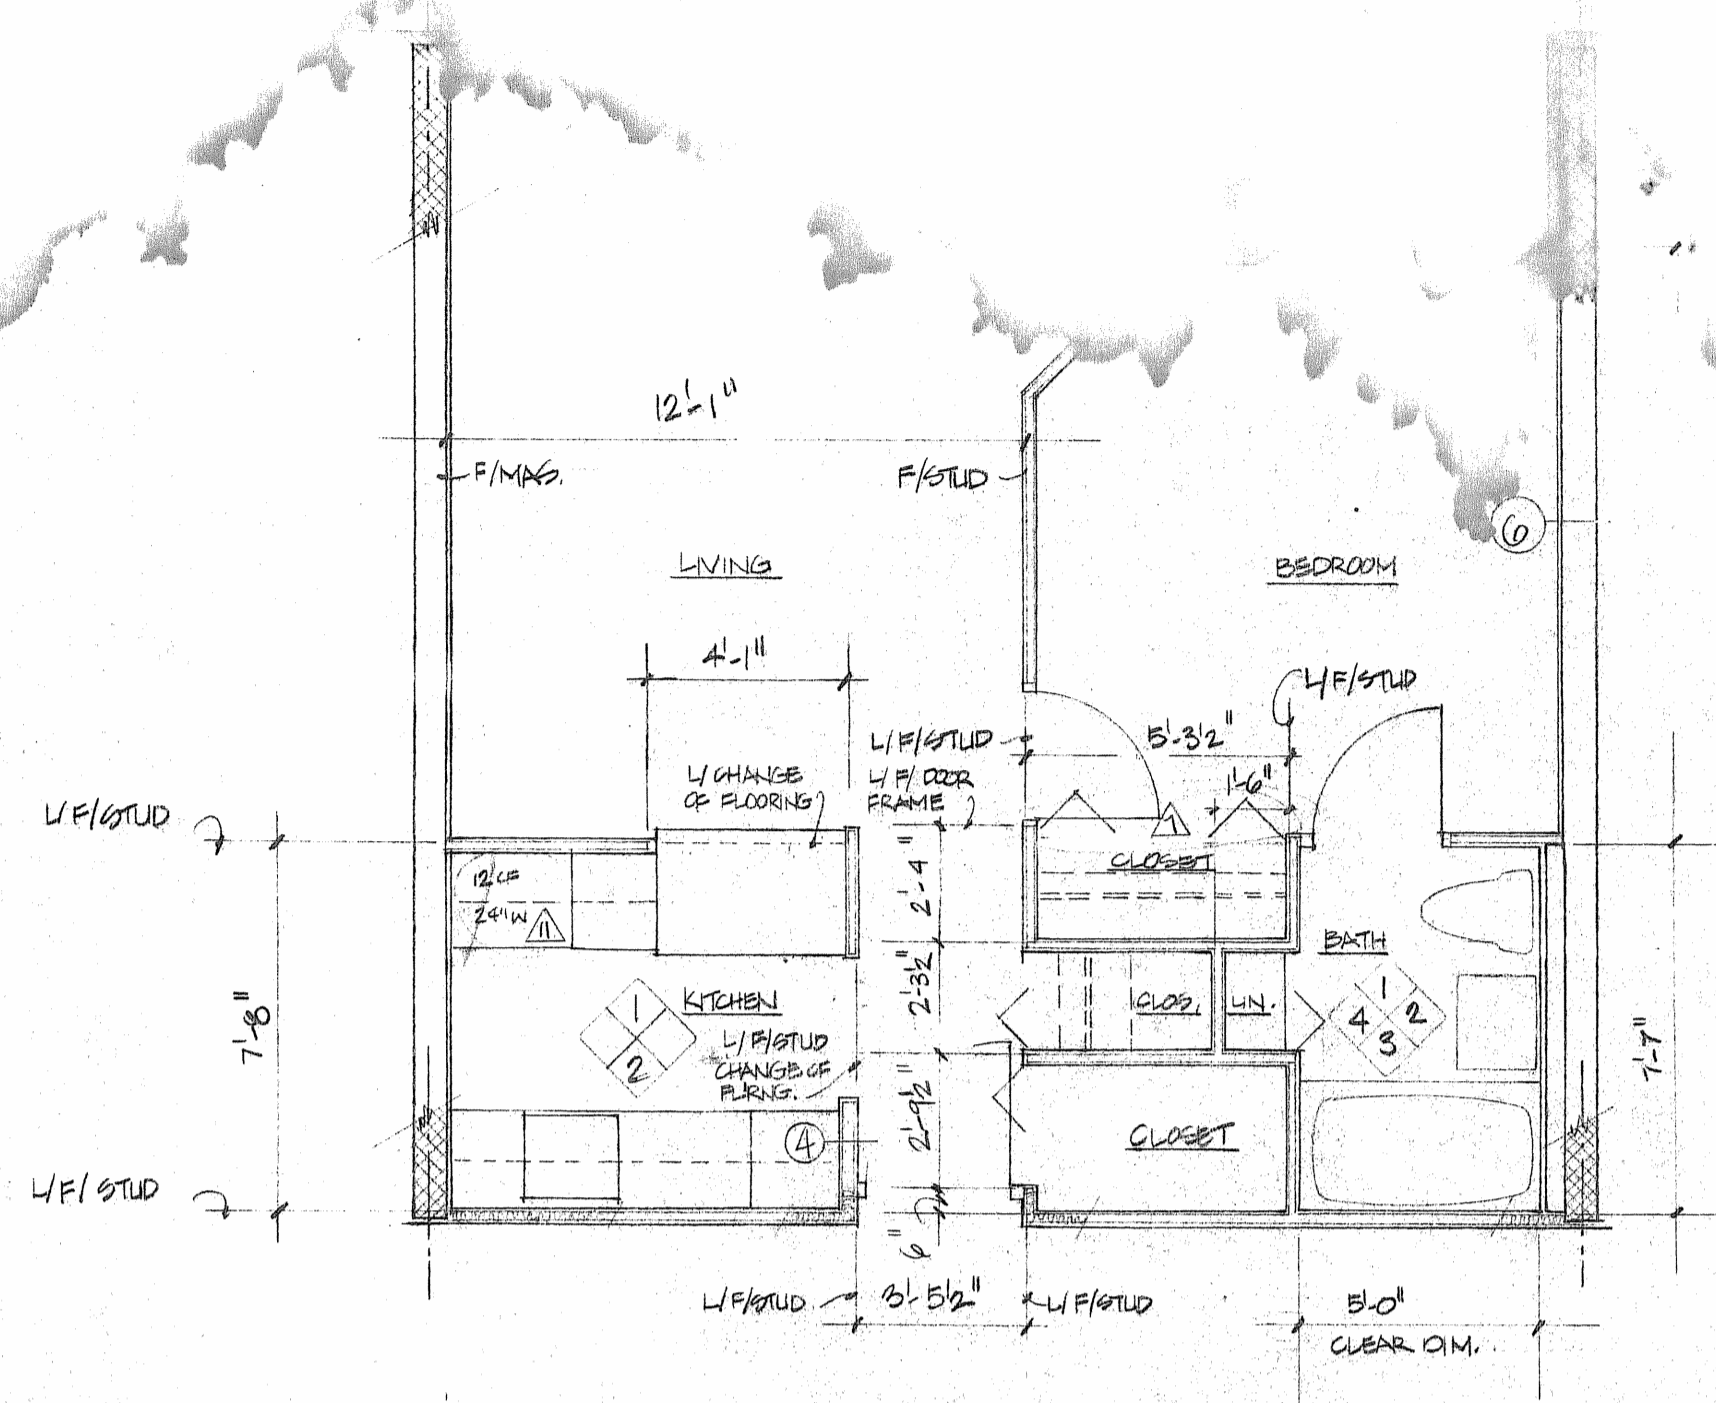 12'-1"
F/MAS.
F/STUD
6
LIVING
BEDROOM
4'-1"
L/F/STUD
L/F/STUD
5'-3½"
L/ CHANGE
OF FLOORING
L/ F/ DOOR
FRAME
1'-6"
1
L/F/STUD
CLOSET
2'-4"
12 CF
24"W
11
BATH
KITCHEN
2'-3½"
CLOS.
LIN.
1
2
1
4
2
3
7'-8"
7'-7"
L/ F/STUD
CHANGE OF
FLRNG.
2'-9½"
4
CLOSET
L/F/ STUD
6"
L/F/STUD
3'-5½"
L/ F/STUD
5'-0"
CLEAR DIM.